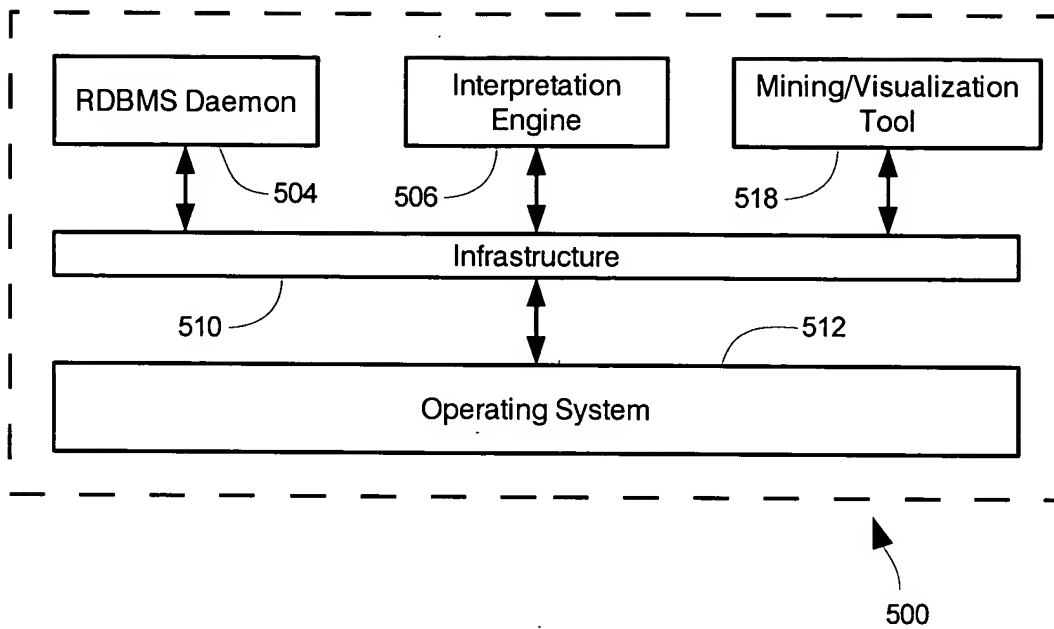 RDBMS Daemon
Interpretation
Engine
Mining/Visualization
Tool
504
506
518
Infrastructure
510
512
Operating System
500